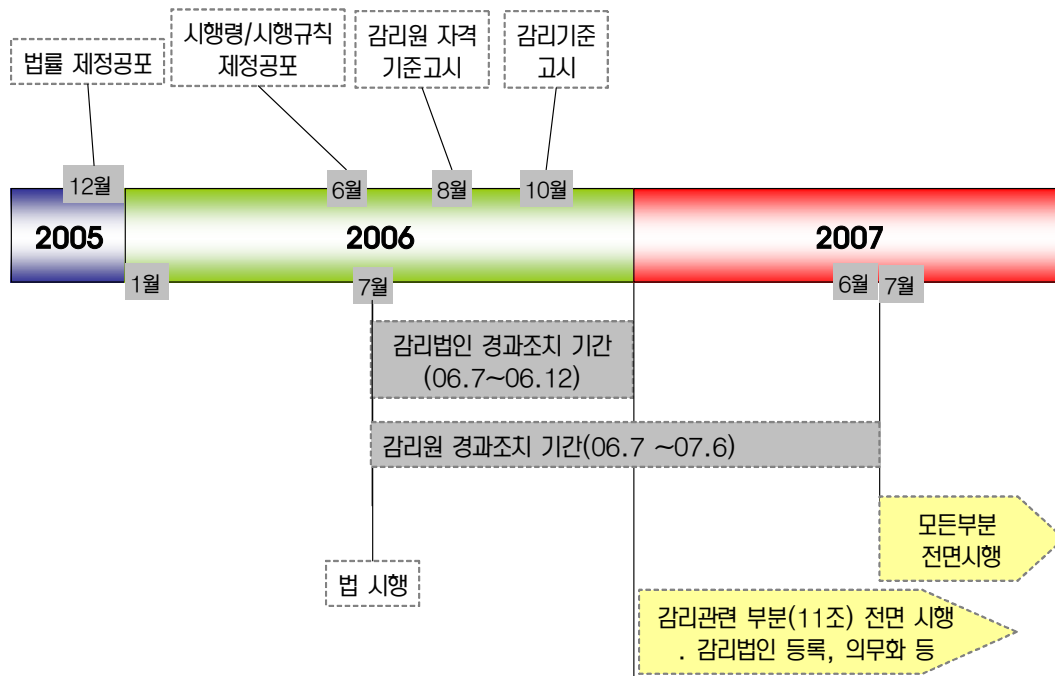 법률 제정공포
시행령/시행규칙
제정공포
감리원 자격
기준고시
감리기준
고시
12월
6월
8월
10월
2005
2006
2007
1월
7월
6월
7월
감리법인 경과조치 기간
(06.7~06.12)
감리원 경과조치 기간(06.7 ~07.6)
모든부분
전면시행
법 시행
감리관련 부분(11조) 전면 시행
. 감리법인 등록, 의무화 등